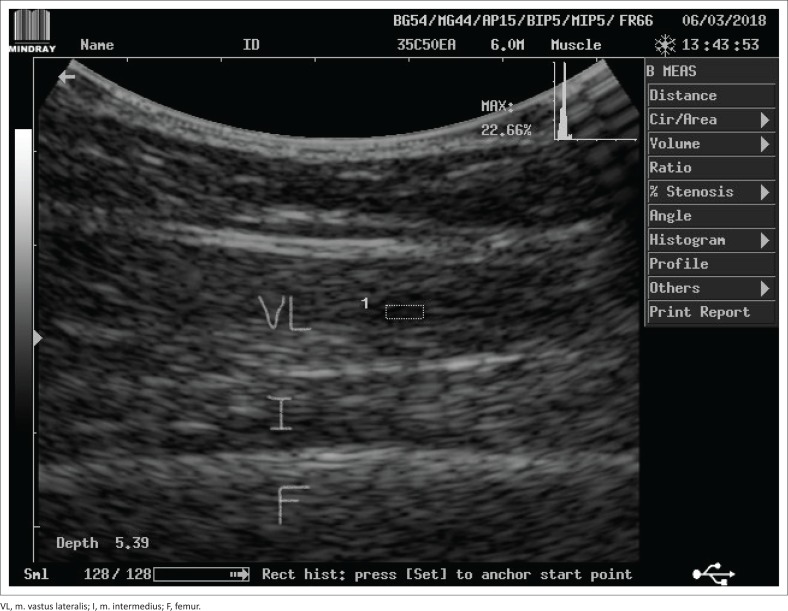 BG54/MG44/AP15/BIP5/MIP5/ FR66 06/03/2018
MINDRAY Name ID 35C50EA 6.0M Muscle 13:43:53
B MEAS
MAX:
22.66%
Distance
Cir/Area
Volume
Ratio
% Stenosis
Angle
Histogram
Profile
Others
Print Report
1
VL
I
F
Depth 5.39
Sml 128/ 128 Rect hist: press [Set] to anchor start point
VL, m. vastus lateralis; I, m. intermedius; F, femur.